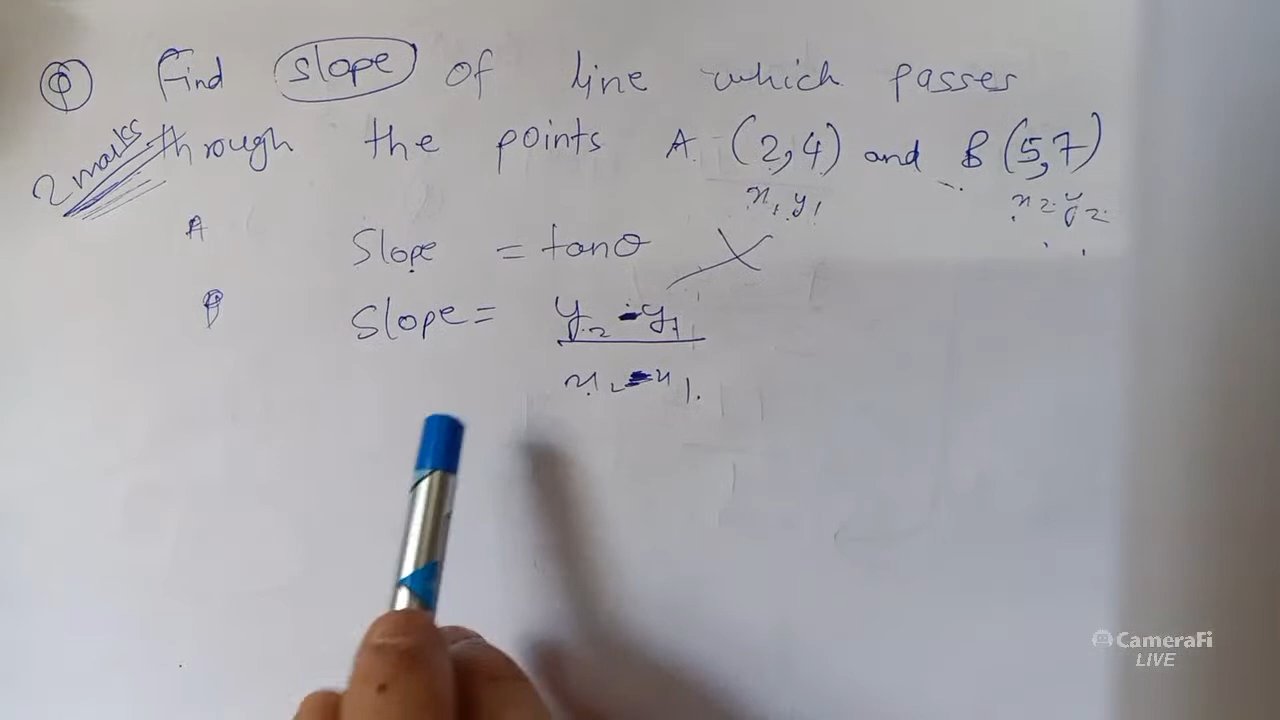 Q Find slope of line which passes
through the points A (2,4) and B (5,7)
2 marks
x₁ y₁ x₂ y₂
A Slope = tanθ
B Slope = y₂ - y₁
x₂ - x₁
CameraFi
LIVE